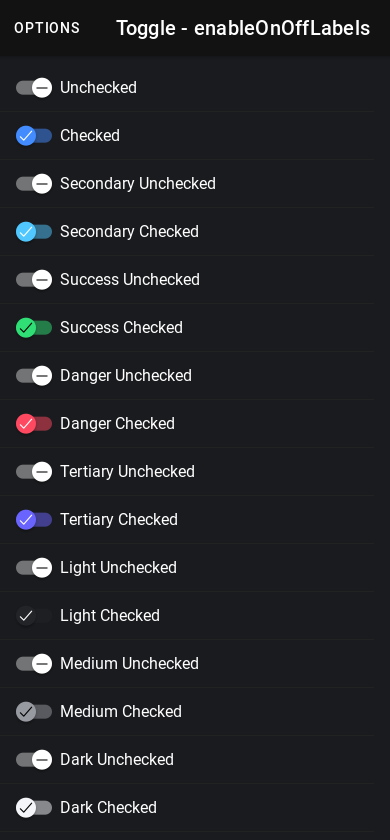 OPTIONS Toggle - enableOnOffLabels
Unchecked
Checked
Secondary Unchecked
Secondary Checked
Success Unchecked
Success Checked
Danger Unchecked
Danger Checked
Tertiary Unchecked
Tertiary Checked
Light Unchecked
Light Checked
Medium Unchecked
Medium Checked
Dark Unchecked
Dark Checked